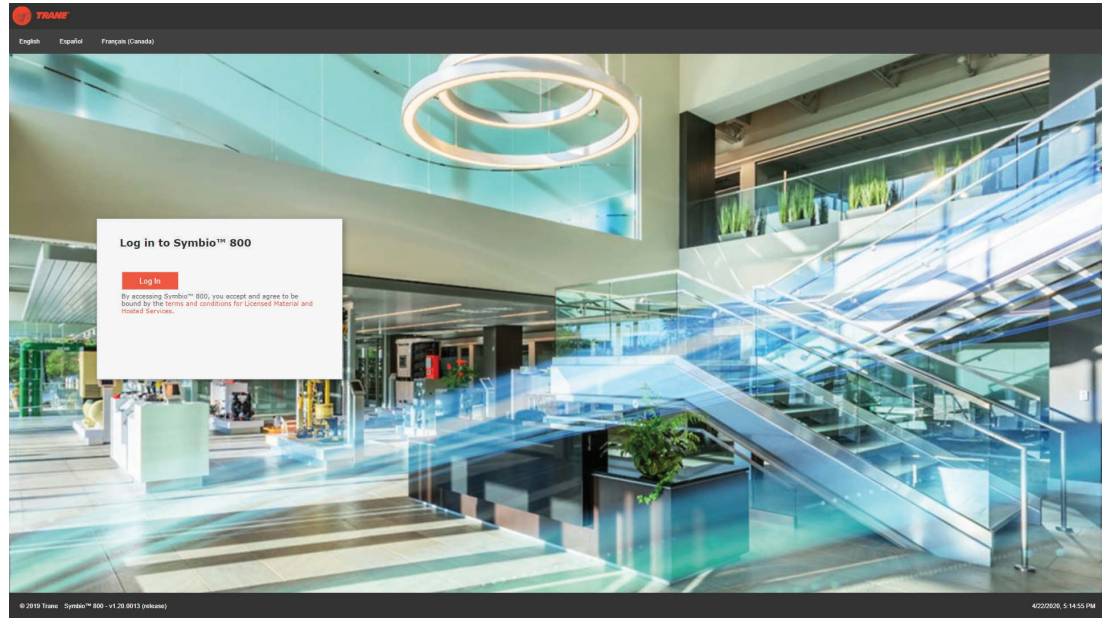 TRANE
English Español Français (Canada)
Log in to Symbio™ 800
Log In
By accessing Symbio™ 800, you accept and agree to be
bound by the terms and conditions for Licensed Material and
Hosted Services.
© 2019 Trane Symbio™ 800 - v1.20.0013 (release) 4/22/2020, 5:14:55 PM